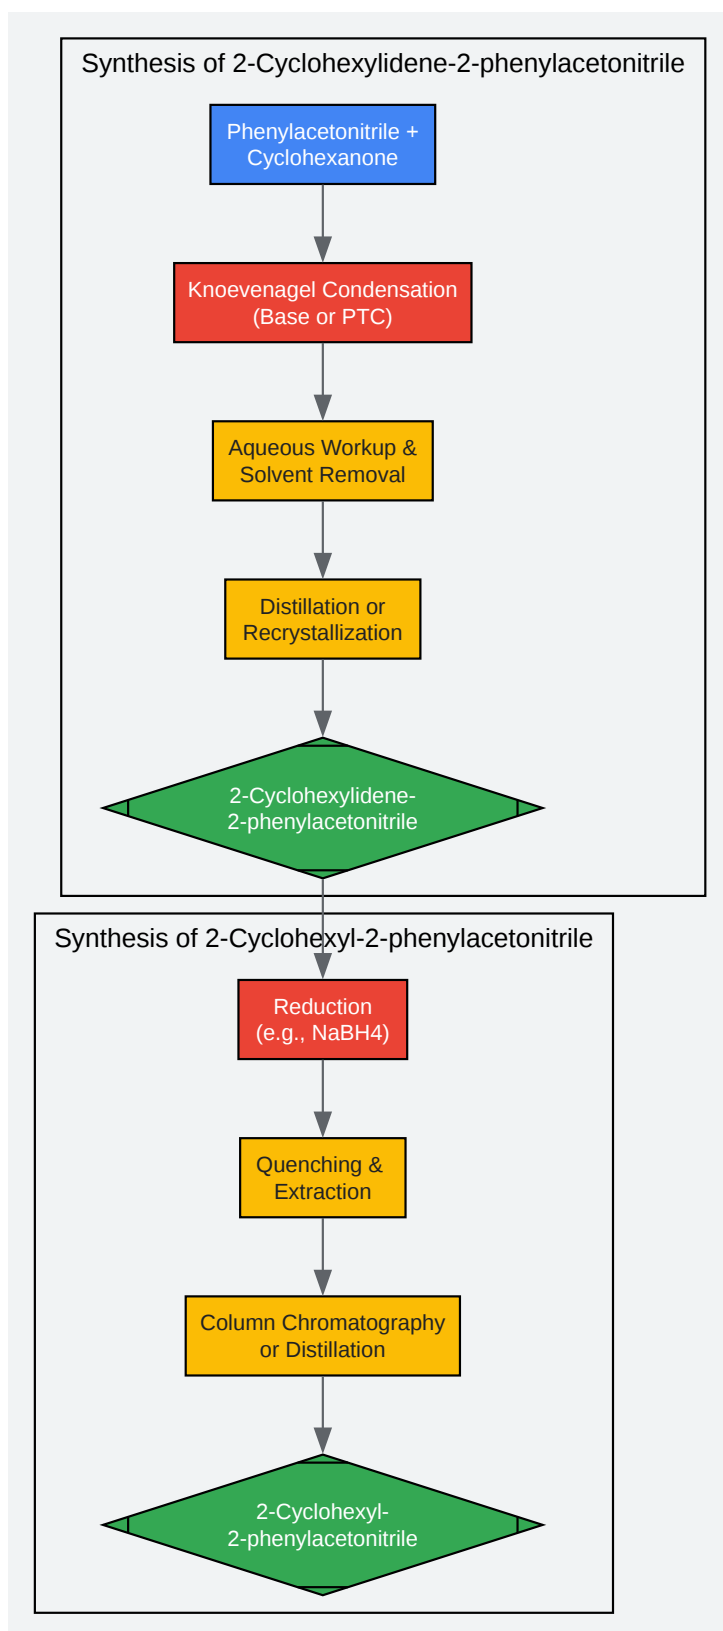 Synthesis of 2-Cyclohexylidene-2-phenylacetonitrile
Phenylacetonitrile +
Cyclohexanone
Knoevenagel Condensation
(Base or PTC)
Aqueous Workup &
Solvent Removal
Distillation or
Recrystallization
2-Cyclohexylidene-
2-phenylacetonitrile
Synthesis of 2-Cyclohexyl-2-phenylacetonitrile
Reduction
(e.g., NaBH4)
Quenching &
Extraction
Column Chromatography
or Distillation
2-Cyclohexyl-
2-phenylacetonitrile